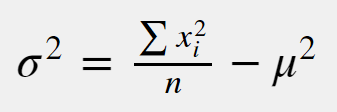 σ² = ∑ xᵢ² / n − μ²